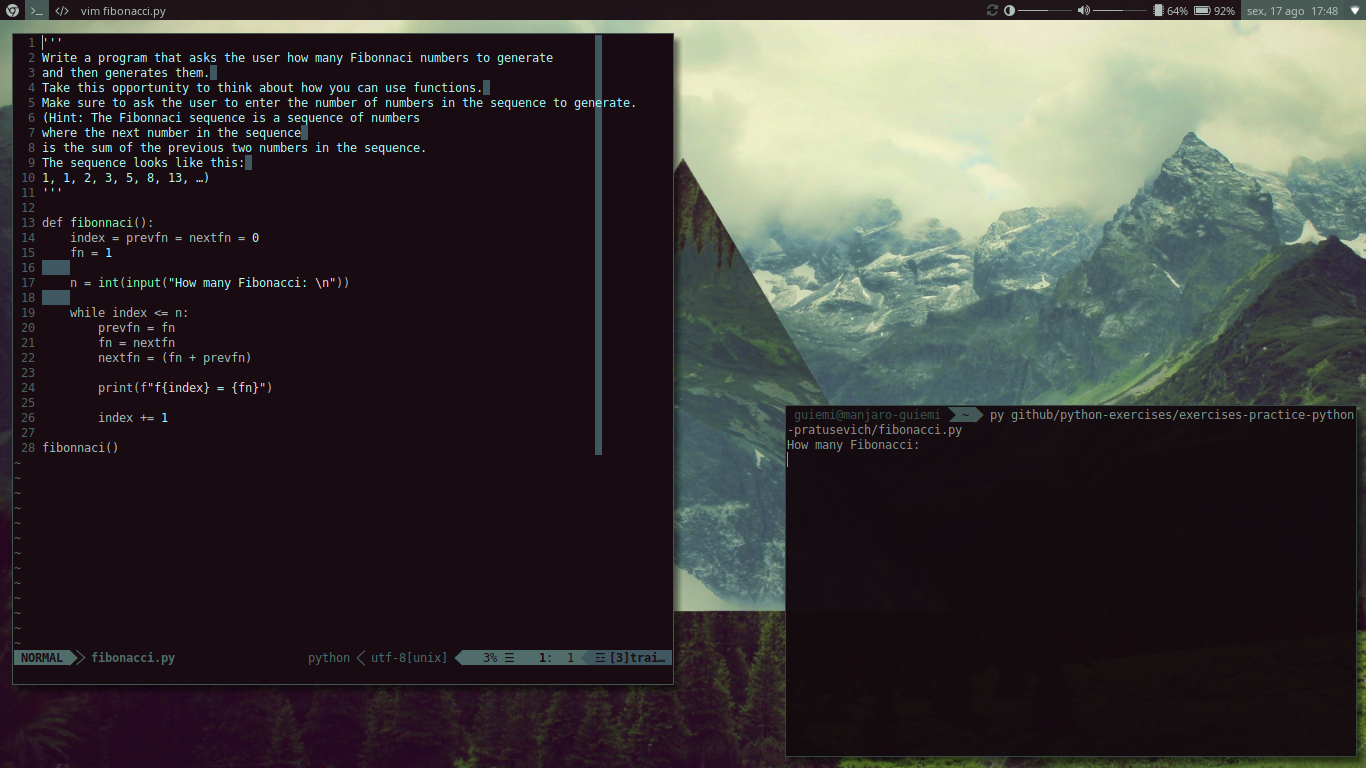 >_ </> vim fibonacci.py 64% 92% sex, 17 ago 17:48
1 '''
2 Write a program that asks the user how many Fibonnaci numbers to generate
3 and then generates them.
4 Take this opportunity to think about how you can use functions.
5 Make sure to ask the user to enter the number of numbers in the sequence to generate.
6 (Hint: The Fibonnaci sequence is a sequence of numbers
7 where the next number in the sequence
8 is the sum of the previous two numbers in the sequence.
9 The sequence looks like this:
10 1, 1, 2, 3, 5, 8, 13, …)
11 '''
12
13 def fibonnaci():
14     index = prevfn = nextfn = 0
15     fn = 1
16
17     n = int(input("How many Fibonacci: \n"))
18
19     while index <= n:
20         prevfn = fn
21         fn = nextfn
22         nextfn = (fn + prevfn)
23
24         print(f"f{index} = {fn}")
25
26         index += 1
27
28 fibonnaci()
~
~
~
~
~
~
~
~
~
~
~
~
~
NORMAL fibonacci.py python utf-8[unix] 3% ☰ 1: 1 ☲ [3]trai…
guiemi@manjaro-guiemi ~ py github/python-exercises/exercises-practice-python
-pratusevich/fibonacci.py
How many Fibonacci: